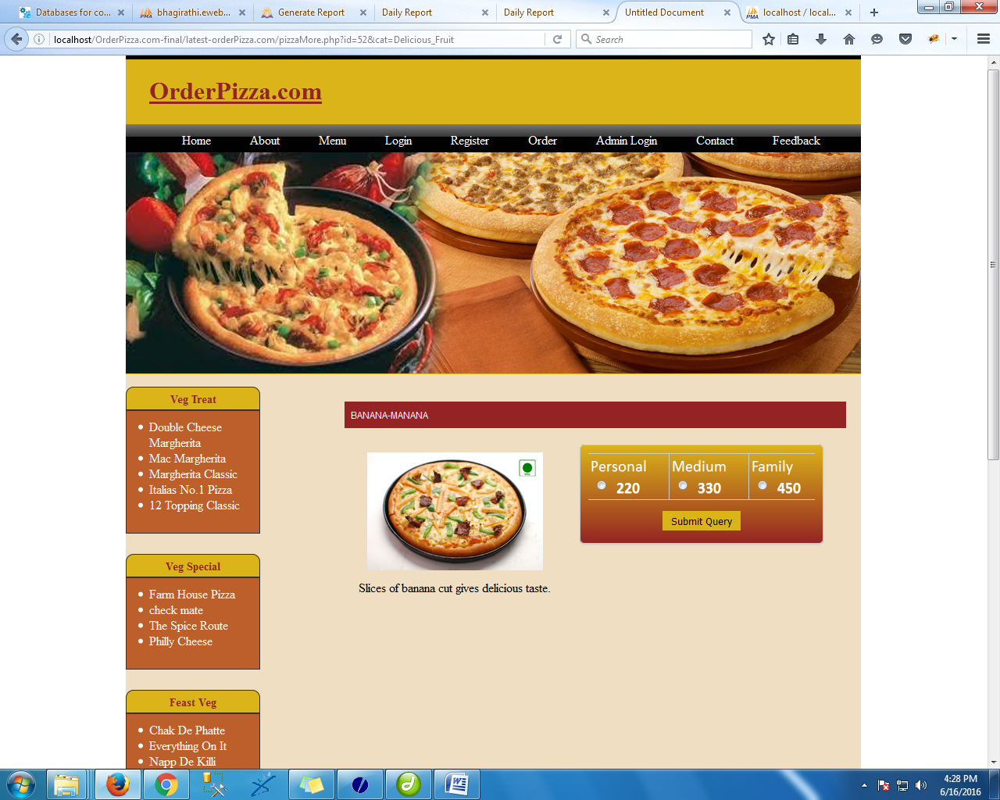 Databases for co...
bhagirathi.eweb...
Generate Report
Daily Report
Daily Report
Untitled Document
localhost / local...
localhost/OrderPizza.com-final/latest-orderPizza.com/pizzaMore.php?id=52&cat=Delicious_Fruit
Search
OrderPizza.com
Home About Menu Login Register Order Admin Login Contact Feedback
Veg Treat
Double Cheese
Margherita
Mac Margherita
Margherita Classic
Italias No.1 Pizza
12 Topping Classic
Veg Special
Farm House Pizza
check mate
The Spice Route
Philly Cheese
Feast Veg
Chak De Phatte
Everything On It
Napp De Killi
BANANA-MANANA
Slices of banana cut gives delicious taste.
Personal Medium Family
220 330 450
Submit Query
4:28 PM
6/16/2016